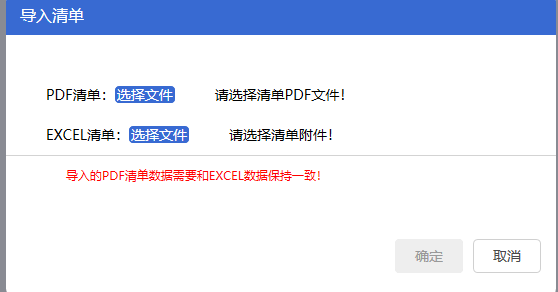 导入清单
PDF清单：选择文件 请选择清单PDF文件！
EXCEL清单：选择文件 请选择清单附件！
导入的PDF清单数据需要和EXCEL数据保持一致！
确定 取消